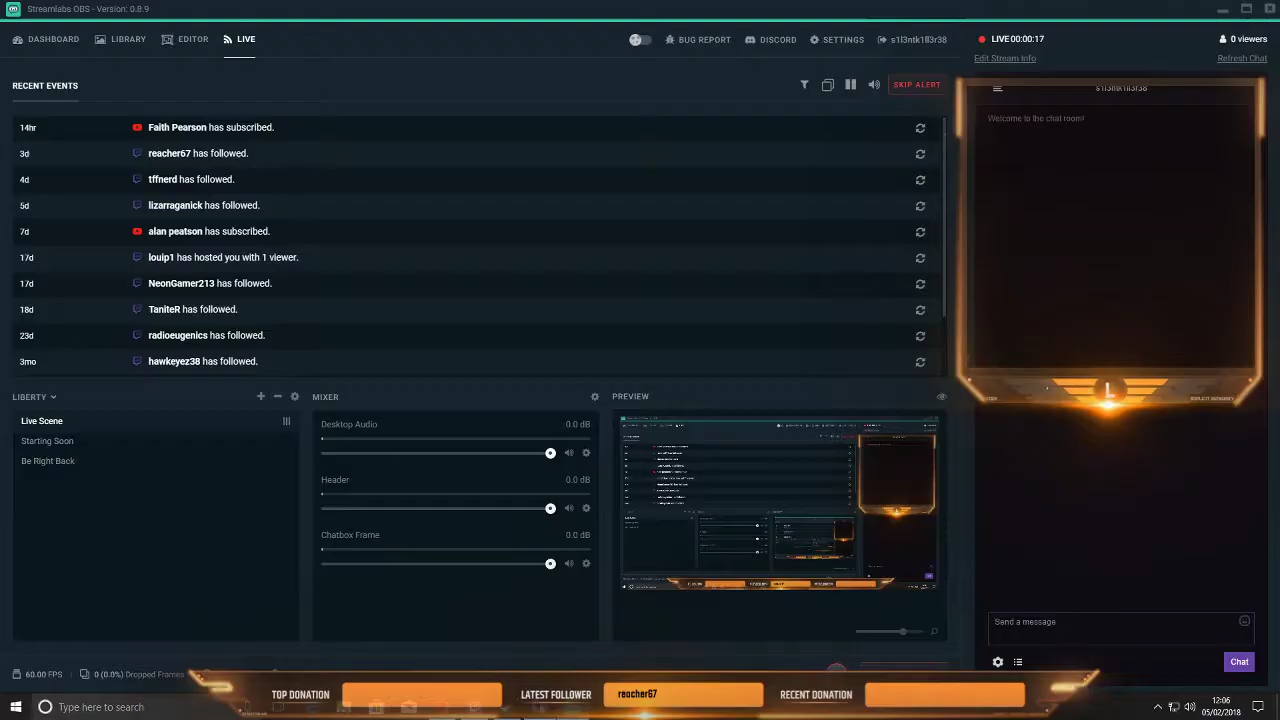 Streamlabs OBS - Version: 0.8.9
DASHBOARD LIBRARY EDITOR LIVE BUG REPORT DISCORD SETTINGS s1l3ntk1ll3r38
LIVE 00:00:17 0 viewers
Edit Stream Info Refresh Chat
RECENT EVENTS SKIP ALERT
s1l3ntk1ll3r38
Welcome to the chat room!
14hr Faith Pearson has subscribed.
3d reacher67 has followed.
4d tffnerd has followed.
5d lizarraganick has followed.
7d alan peatson has subscribed.
17d louip1 has hosted you with 1 viewer.
17d NeonGamer213 has followed.
18d TaniteR has followed.
23d radioeugenics has followed.
3mo hawkeyez38 has followed.
LIBERTY
Live Scene
Starting Soon
Be Right Back
MIXER
Desktop Audio 0.0 dB
Header 0.0 dB
Chatbox Frame 0.0 dB
PREVIEW
L
Send a message
Chat
60.00 FPS 0 (0.0%) Dropped Frames
TOP DONATION LATEST FOLLOWER reacher67 RECENT DONATION
Type here to search
12:06
05/02/2018